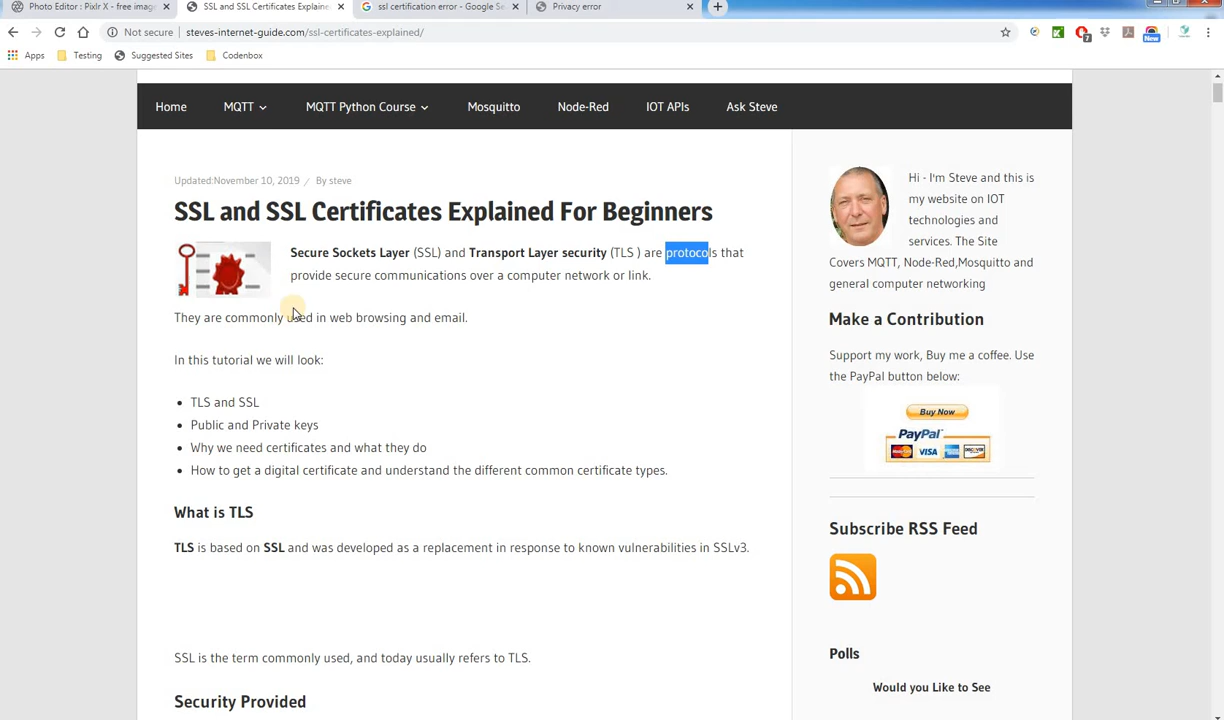 Photo Editor : Pixlr X - free imag
SSL and SSL Certificates Explaine
ssl certification error - Google Se
Privacy error
Not secure
steves-internet-guide.com/ssl-certificates-explained/
7
New
Apps
Testing
Suggested Sites
Codenbox
Home
MQTT
MQTT Python Course
Mosquitto
Node-Red
IOT APIs
Ask Steve
Updated:November 10, 2019 / By steve
SSL and SSL Certificates Explained For Beginners
Secure Sockets Layer (SSL) and Transport Layer security (TLS ) are protocols that
provide secure communications over a computer network or link.
They are commonly used in web browsing and email.
In this tutorial we will look:
• TLS and SSL
• Public and Private keys
• Why we need certificates and what they do
• How to get a digital certificate and understand the different common certificate types.
What is TLS
TLS is based on SSL and was developed as a replacement in response to known vulnerabilities in SSLv3.
SSL is the term commonly used, and today usually refers to TLS.
Security Provided
Hi - I'm Steve and this is
my website on IOT
technologies and
services. The Site
Covers MQTT, Node-Red,Mosquitto and
general computer networking
Make a Contribution
Support my work, Buy me a coffee. Use
the PayPal button below:
Buy Now
PayPal
VISA
Subscribe RSS Feed
Polls
Would you Like to See